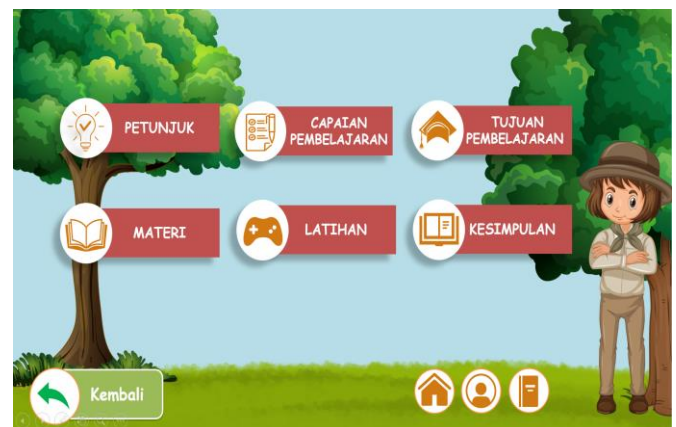 PETUNJUK
CAPAIAN
PEMBELAJARAN
TUJUAN
PEMBELAJARAN
MATERI
LATIHAN
KESIMPULAN
Kembali